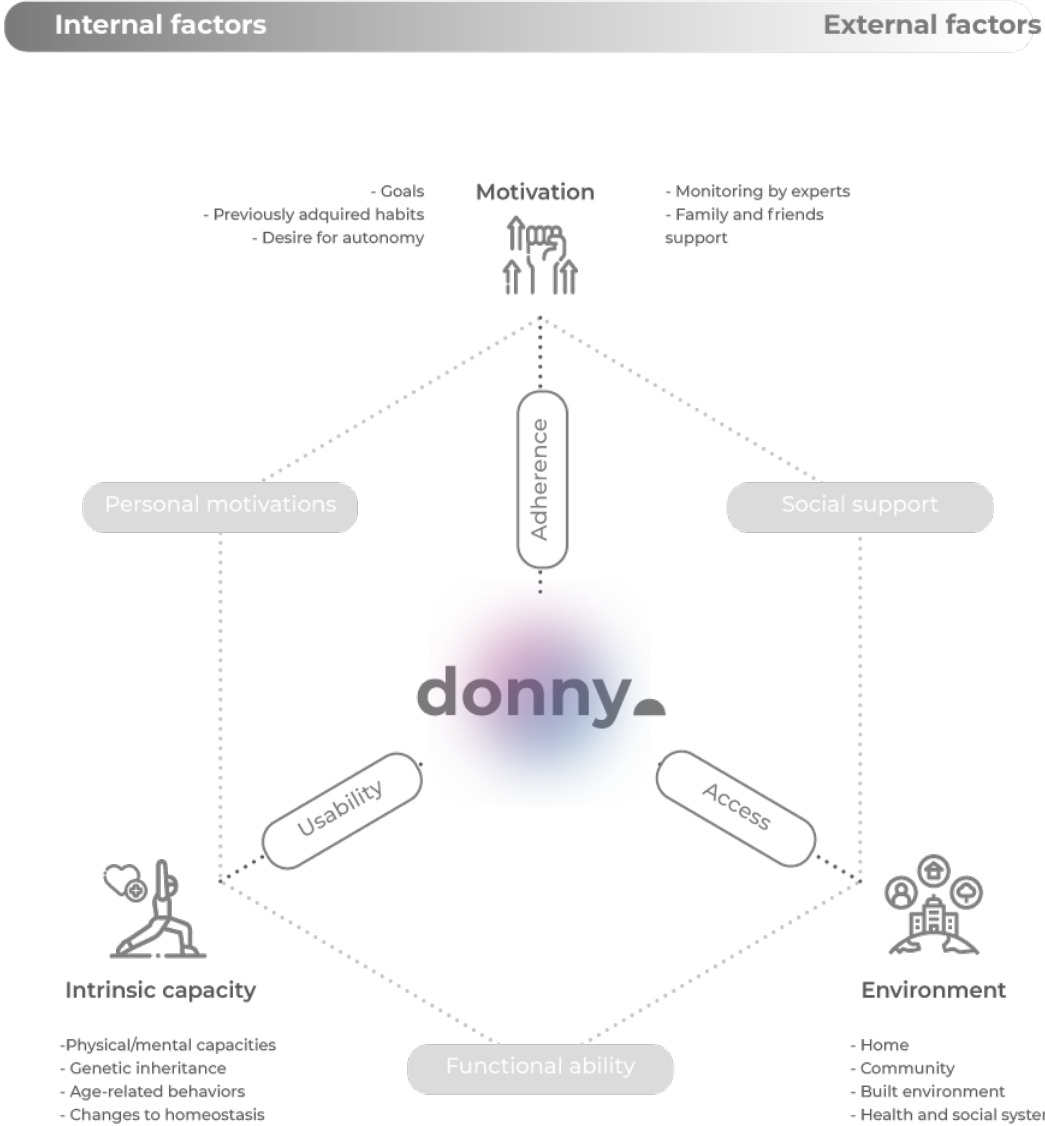 Internal factors
External factors
- Goals
- Previously adquired habits
- Desire for autonomy
Motivation
- Monitoring by experts
- Family and friends
support
Adherence
Personal motivations
Social support
donny
Usability
Access
Intrinsic capacity
-Physical/mental capacities
- Genetic inheritance
- Age-related behaviors
- Changes to homeostasis
Environment
- Home
- Community
- Built environment
- Health and social syste
Functional ability